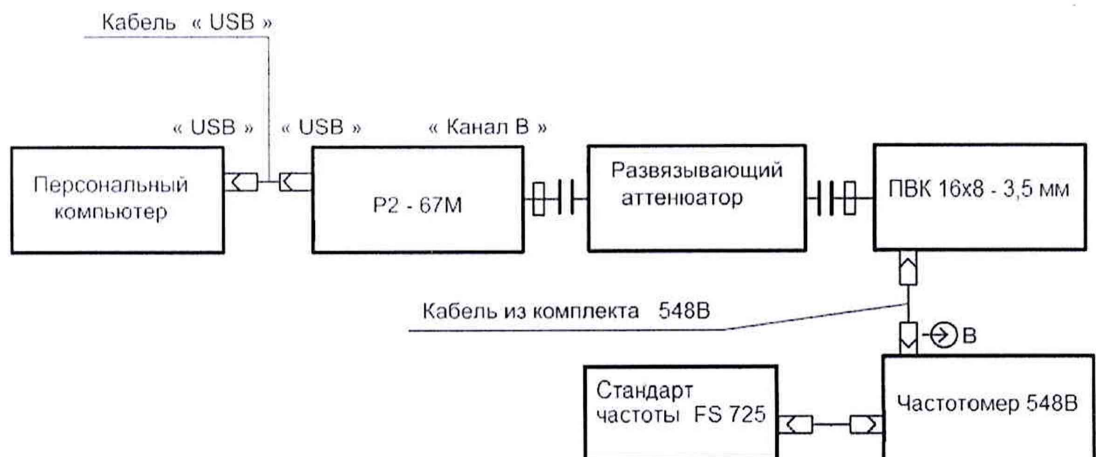 Кабель « USB »
« USB » « USB » « Канал В »
Персональный
компьютер
Р2 - 67М
Развязывающий
аттенюатор
ПВК 16х8 - 3,5 мм
Кабель из комплекта 548В
В
Стандарт
частоты FS 725
Частотомер 548В